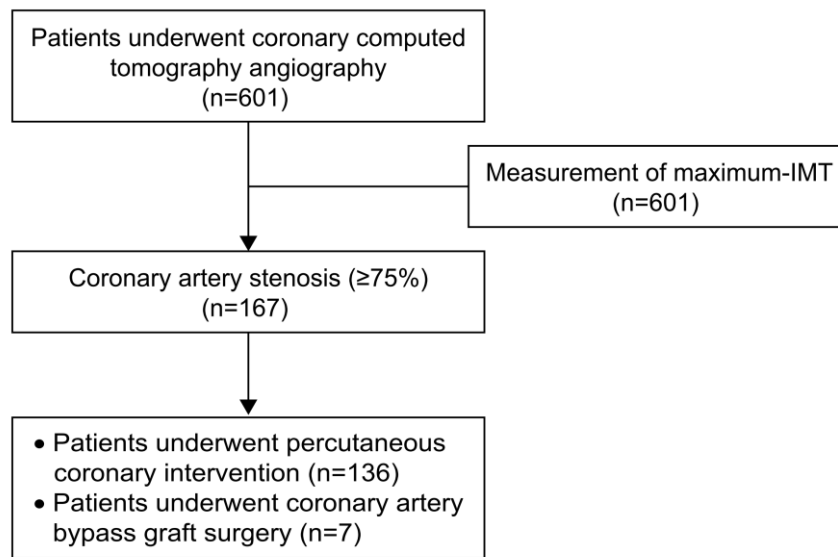 Patients underwent coronary computed
tomography angiography
(n=601)
Measurement of maximum-IMT
(n=601)
Coronary artery stenosis (≥75%)
(n=167)
• Patients underwent percutaneous
coronary intervention (n=136)
• Patients underwent coronary artery
bypass graft surgery (n=7)